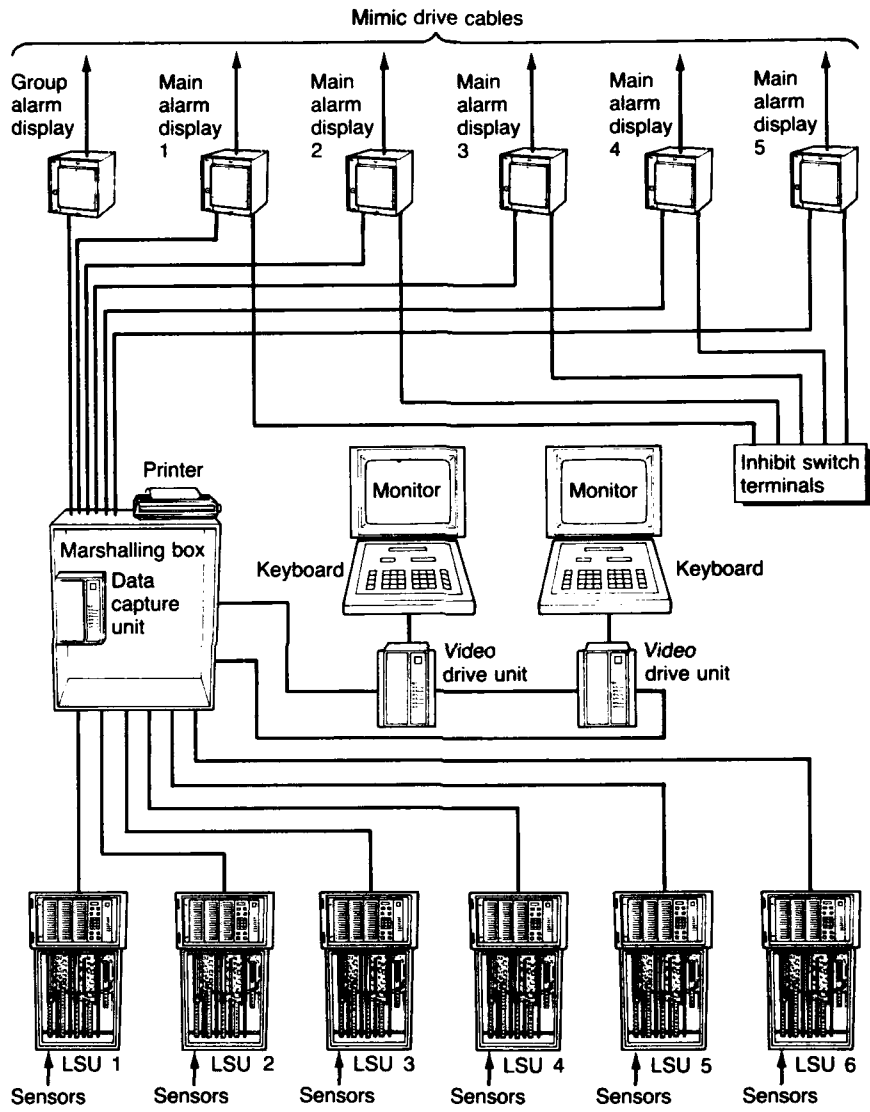 Mimic drive cables
Group
alarm
display
Main
alarm
display
1
Main
alarm
display
2
Main
alarm
display
3
Main
alarm
display
4
Main
alarm
display
5
Inhibit switch
terminals
Printer
Marshalling box
Data
capture
unit
Monitor
Keyboard
Video
drive unit
Monitor
Keyboard
Video
drive unit
LSU 1
LSU 2
LSU 3
LSU 4
LSU 5
LSU 6
Sensors
Sensors
Sensors
Sensors
Sensors
Sensors